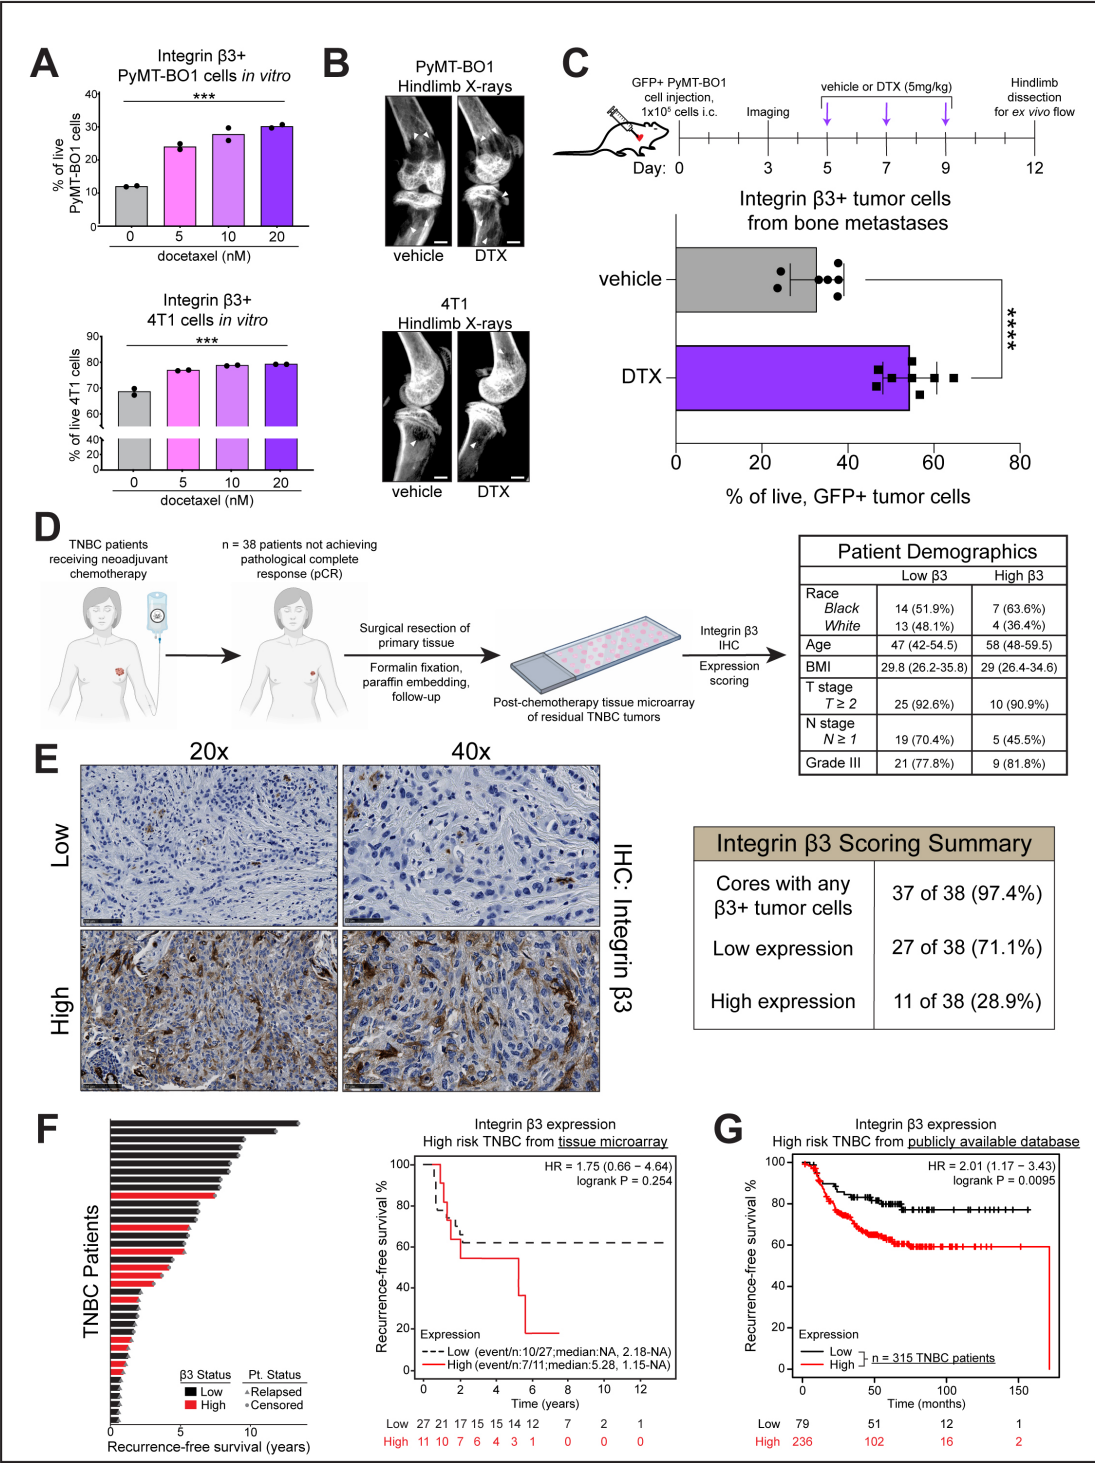 A
Integrin β3+
PyMT-BO1 cells in vitro
***
% of live
PyMT-BO1 cells
40
30
20
10
0
0 5 10 20
docetaxel (nM)
Integrin β3+
4T1 cells in vitro
***
% of live 4T1 cells
90
80
70
60
40
20
0
0 5 10 20
docetaxel (nM)
B
PyMT-BO1
Hindlimb X-rays
vehicle DTX
4T1
Hindlimb X-rays
vehicle DTX
C
GFP+ PyMT-BO1
cell injection,
1x10⁵ cells i.c.
Imaging
vehicle or DTX (5mg/kg)
Hindlimb
dissection
for ex vivo flow
Day: 0 3 5 7 9 12
Integrin β3+ tumor cells
from bone metastases
vehicle
DTX
****
0 20 40 60 80
% of live, GFP+ tumor cells
D
TNBC patients
receiving neoadjuvant
chemotherapy
n = 38 patients not achieving
pathological complete
response (pCR)
Surgical resection of
primary tissue
Formalin fixation,
paraffin embedding,
follow-up
Post-chemotherapy tissue microarray
of residual TNBC tumors
Integrin β3
IHC
Expression
scoring
Patient Demographics
Low β3 High β3
Race
Black 14 (51.9%) 7 (63.6%)
White 13 (48.1%) 4 (36.4%)
Age 47 (42-54.5) 58 (48-59.5)
BMI 29.8 (26.2-35.8) 29 (26.4-34.6)
T stage
T ≥ 2 25 (92.6%) 10 (90.9%)
N stage
N ≥ 1 19 (70.4%) 5 (45.5%)
Grade III 21 (77.8%) 9 (81.8%)
E
20x 40x
Low
High
IHC: Integrin β3
Integrin β3 Scoring Summary
Cores with any
β3+ tumor cells 37 of 38 (97.4%)
Low expression 27 of 38 (71.1%)
High expression 11 of 38 (28.9%)
F
TNBC Patients
β3 Status Pt. Status
Low Relapsed
High Censored
0 5 10
Recurrence-free survival (years)
Integrin β3 expression
High risk TNBC from tissue microarray
HR = 1.75 (0.66 − 4.64)
logrank P = 0.254
Recurrence-free survival %
100
80
60
40
20
0
Expression
Low (event/n:10/27;median:NA, 2.18-NA)
High (event/n:7/11;median:5.28, 1.15-NA)
0 2 4 6 8 10 12
Time (years)
Low 27 21 17 15 15 14 12 7 2 1
High 11 10 7 6 4 3 1 0 0 0
G
Integrin β3 expression
High risk TNBC from publicly available database
HR = 2.01 (1.17 − 3.43)
logrank P = 0.0095
Recurrence-free survival %
100
80
60
40
20
0
Expression
Low
High
n = 315 TNBC patients
0 50 100 150
Time (months)
Low 79 51 12 1
High 236 102 16 2